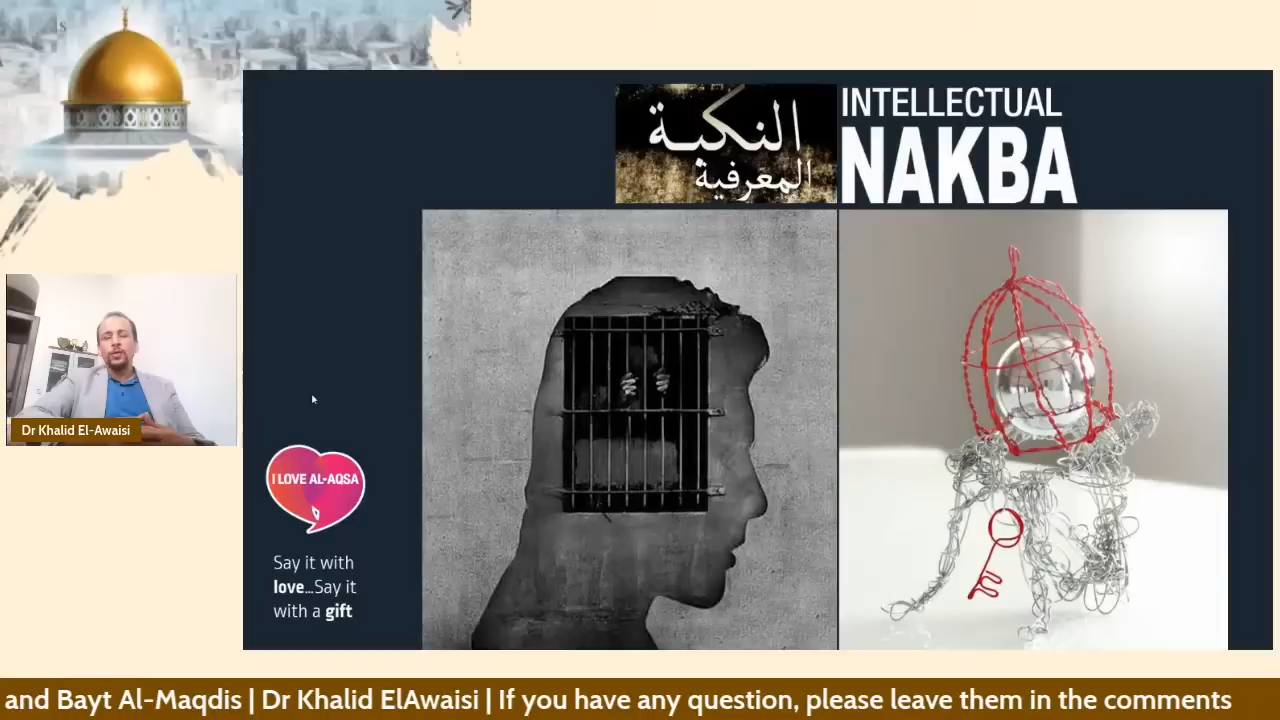 النكبة
المعرفية
INTELLECTUAL
NAKBA
Dr Khalid El-Awaisi
I LOVE AL-AQSA
Say it with
love...Say it
with a gift
and Bayt Al-Maqdis | Dr Khalid ElAwaisi | If you have any question, please leave them in the comments